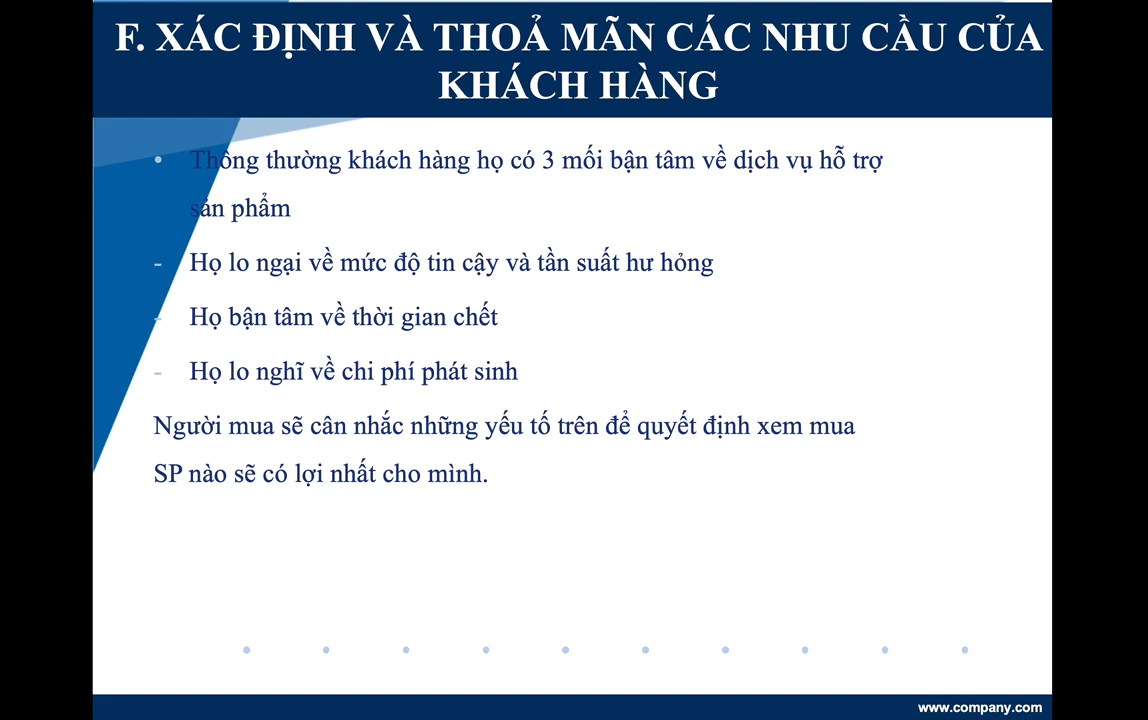 F. XÁC ĐỊNH VÀ THOẢ MÃN CÁC NHU CẦU CỦA
KHÁCH HÀNG
• Thông thường khách hàng họ có 3 mối bận tâm về dịch vụ hỗ trợ
sản phẩm
- Họ lo ngại về mức độ tin cậy và tần suất hư hỏng
- Họ bận tâm về thời gian chết
- Họ lo nghĩ về chi phí phát sinh
Người mua sẽ cân nhắc những yếu tố trên để quyết định xem mua
SP nào sẽ có lợi nhất cho mình.
www.company.com